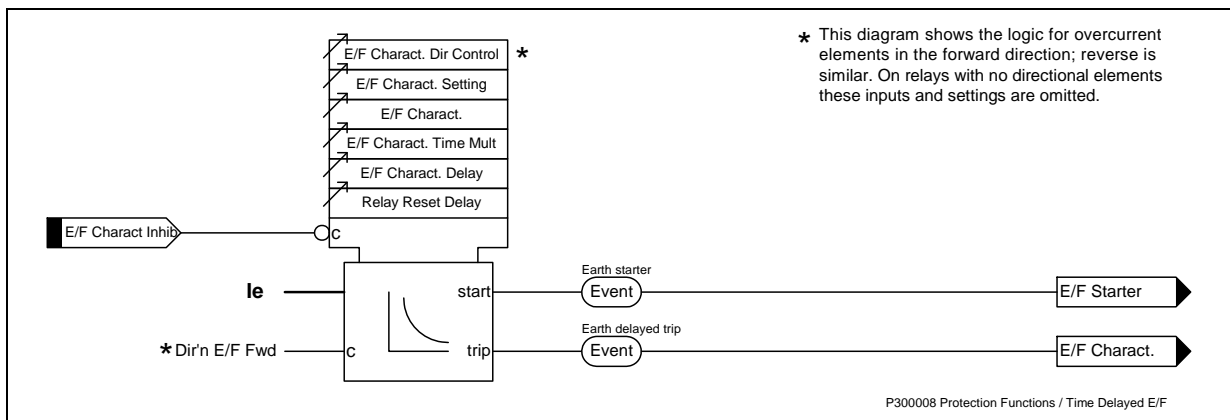 E/F Charact. Dir Control *
E/F Charact. Setting
E/F Charact.
E/F Charact. Time Mult
E/F Charact. Delay
Relay Reset Delay
* This diagram shows the logic for overcurrent
elements in the forward direction; reverse is
similar. On relays with no directional elements
these inputs and settings are omitted.
E/F Charact Inhib
c
Ie
start
Earth starter
Event
E/F Starter
* Dir'n E/F Fwd
c
trip
Earth delayed trip
Event
E/F Charact.
P300008 Protection Functions / Time Delayed E/F